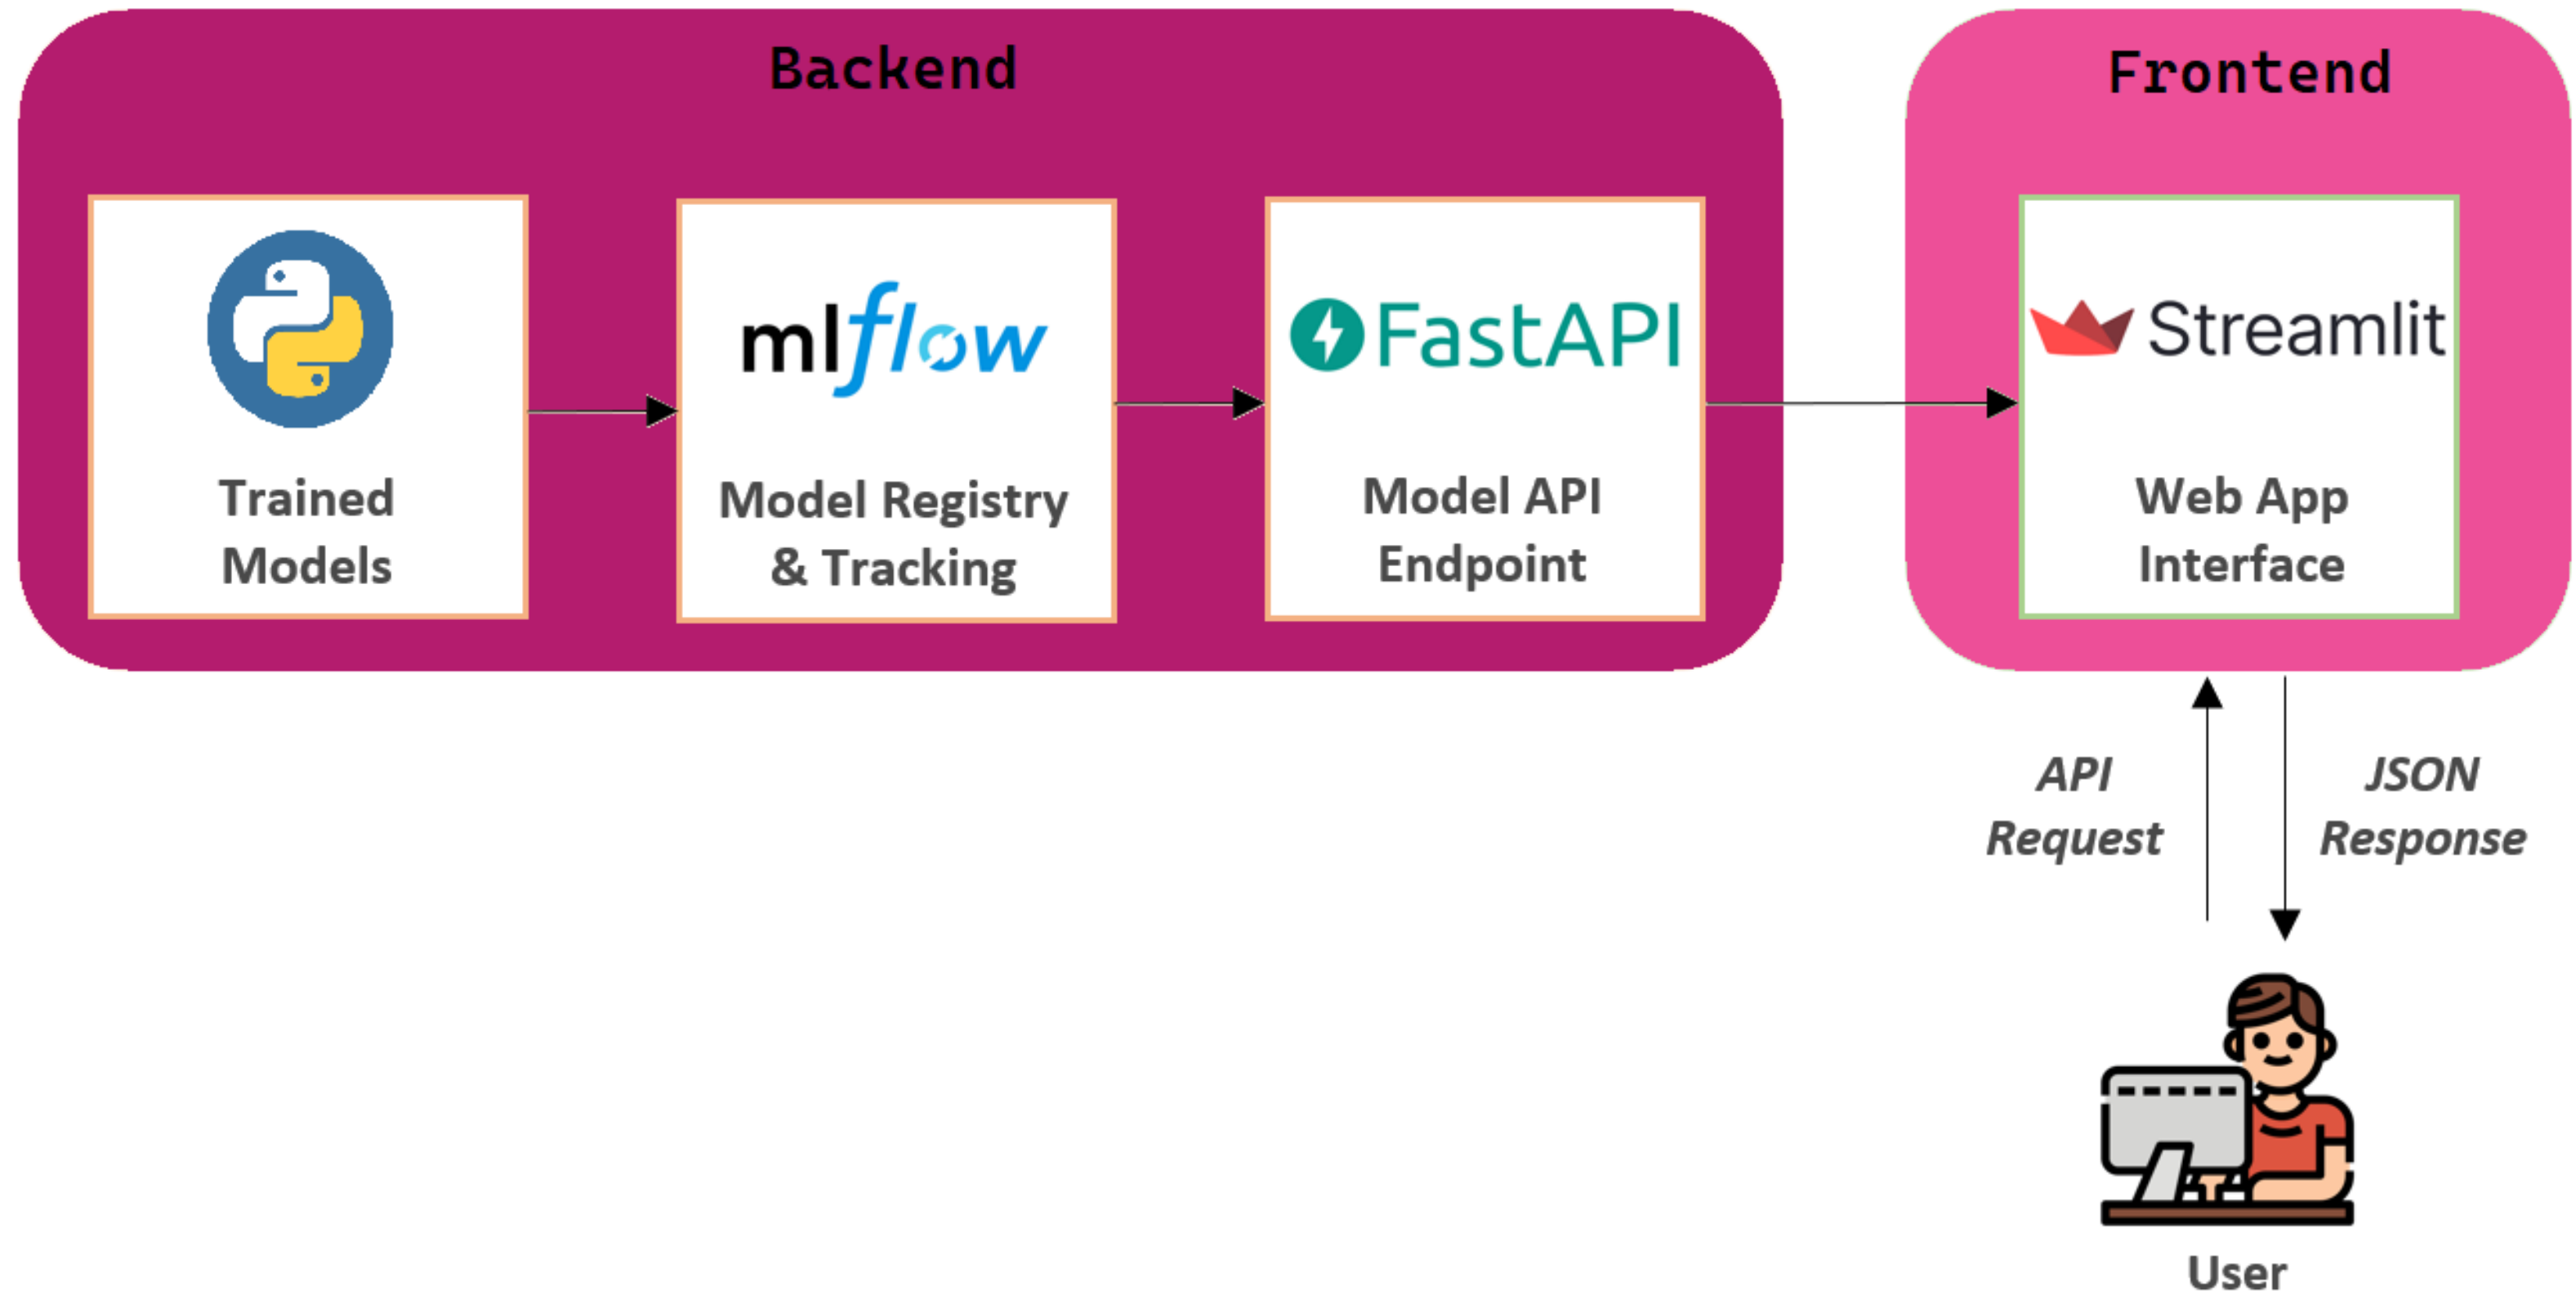 Backend
Frontend
mlflow
FastAPI
Streamlit
Trained
Models
Model Registry
& Tracking
Model API
Endpoint
Web App
Interface
API
Request
JSON
Response
User